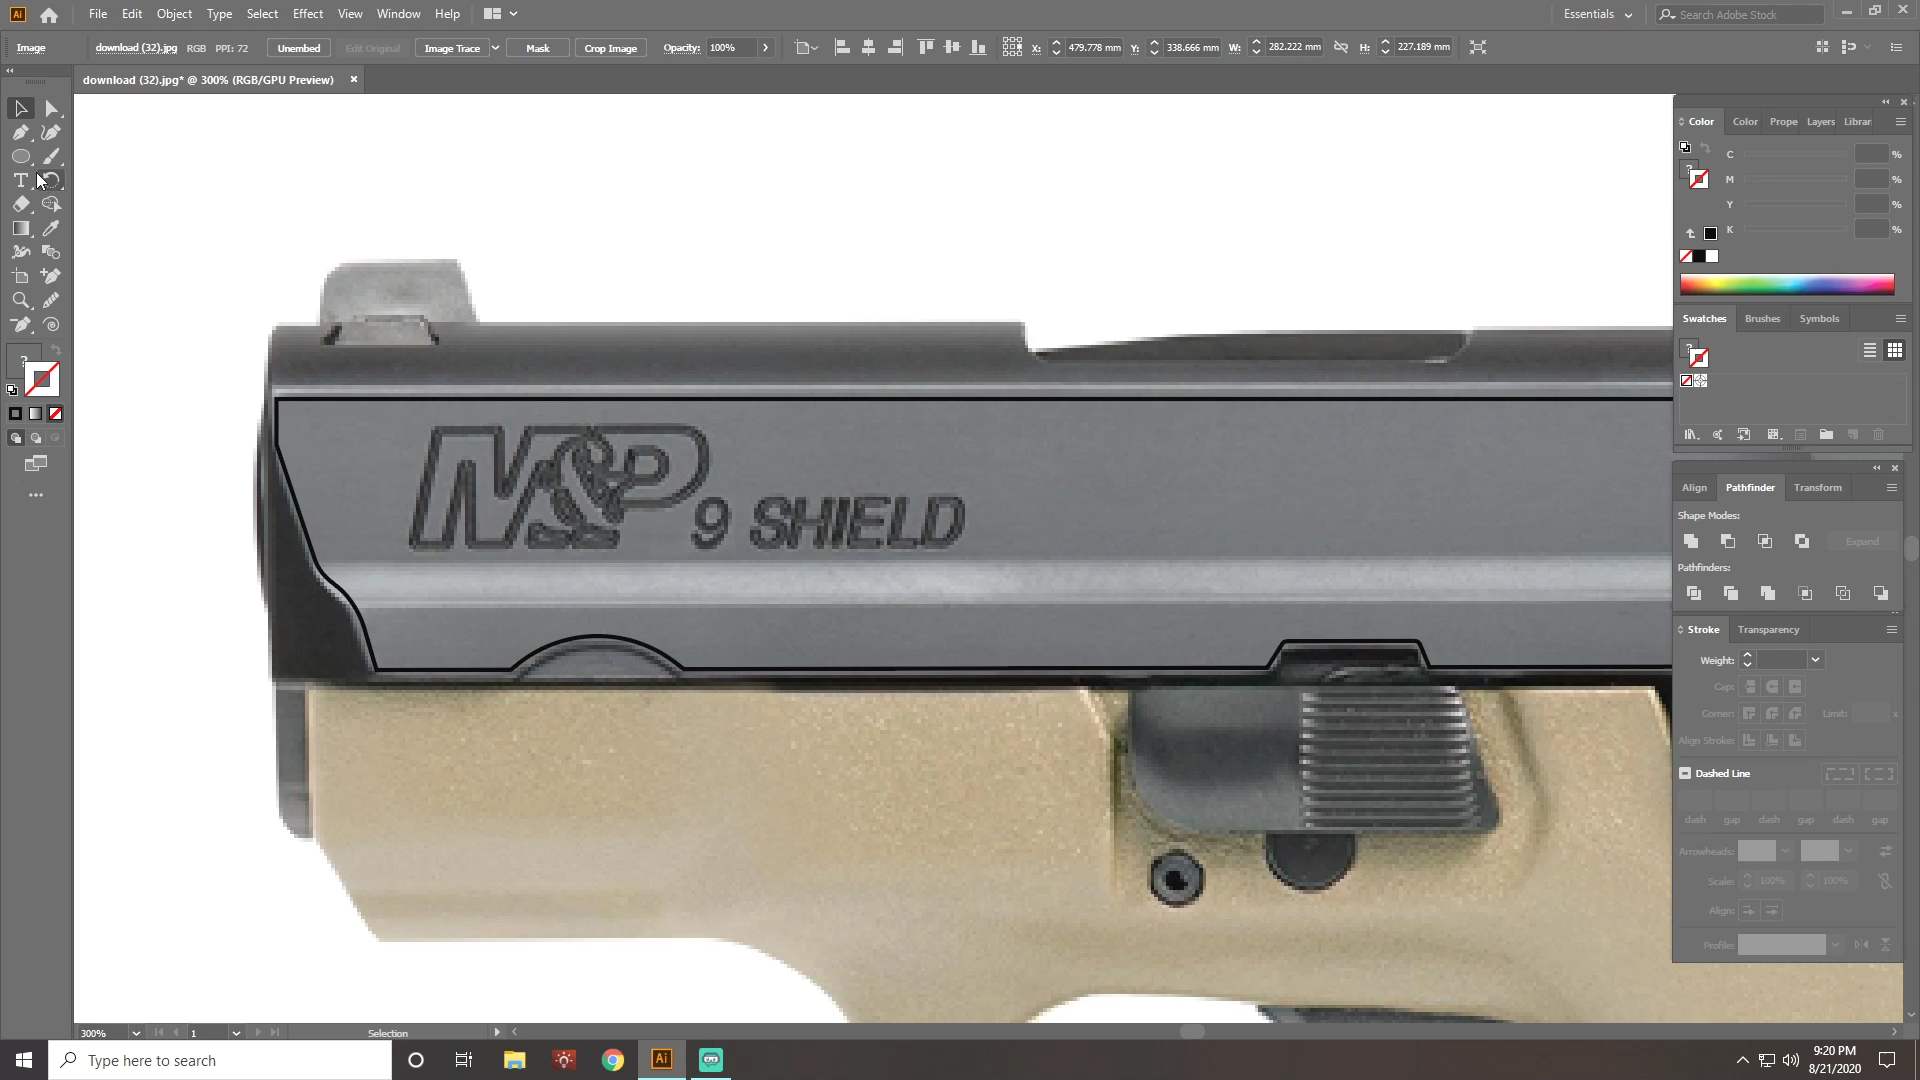 Ai
File Edit Object Type Select Effect View Window Help
Essentials
Search Adobe Stock
Image download (32).jpg RGB PPI: 72 Unembed Edit Original Image Trace Mask Crop Image Opacity: 100% X: 479.778 mm Y: 338.666 mm W: 282.222 mm H: 227.189 mm
download (32).jpg* @ 300% (RGB/GPU Preview)
Color Color Prope Layers Librar
C %
M %
Y %
K %
Swatches Brushes Symbols
M&P 9 SHIELD
Align Pathfinder Transform
Shape Modes:
Expand
Pathfinders:
Stroke Transparency
Weight:
Cap:
Corner: Limit: x
Align Stroke:
Dashed Line
dash gap dash gap dash gap
Arrowheads:
Scale: 100% 100%
Align:
Profile:
300% 1 Selection
Type here to search
Ai
9:20 PM
8/21/2020